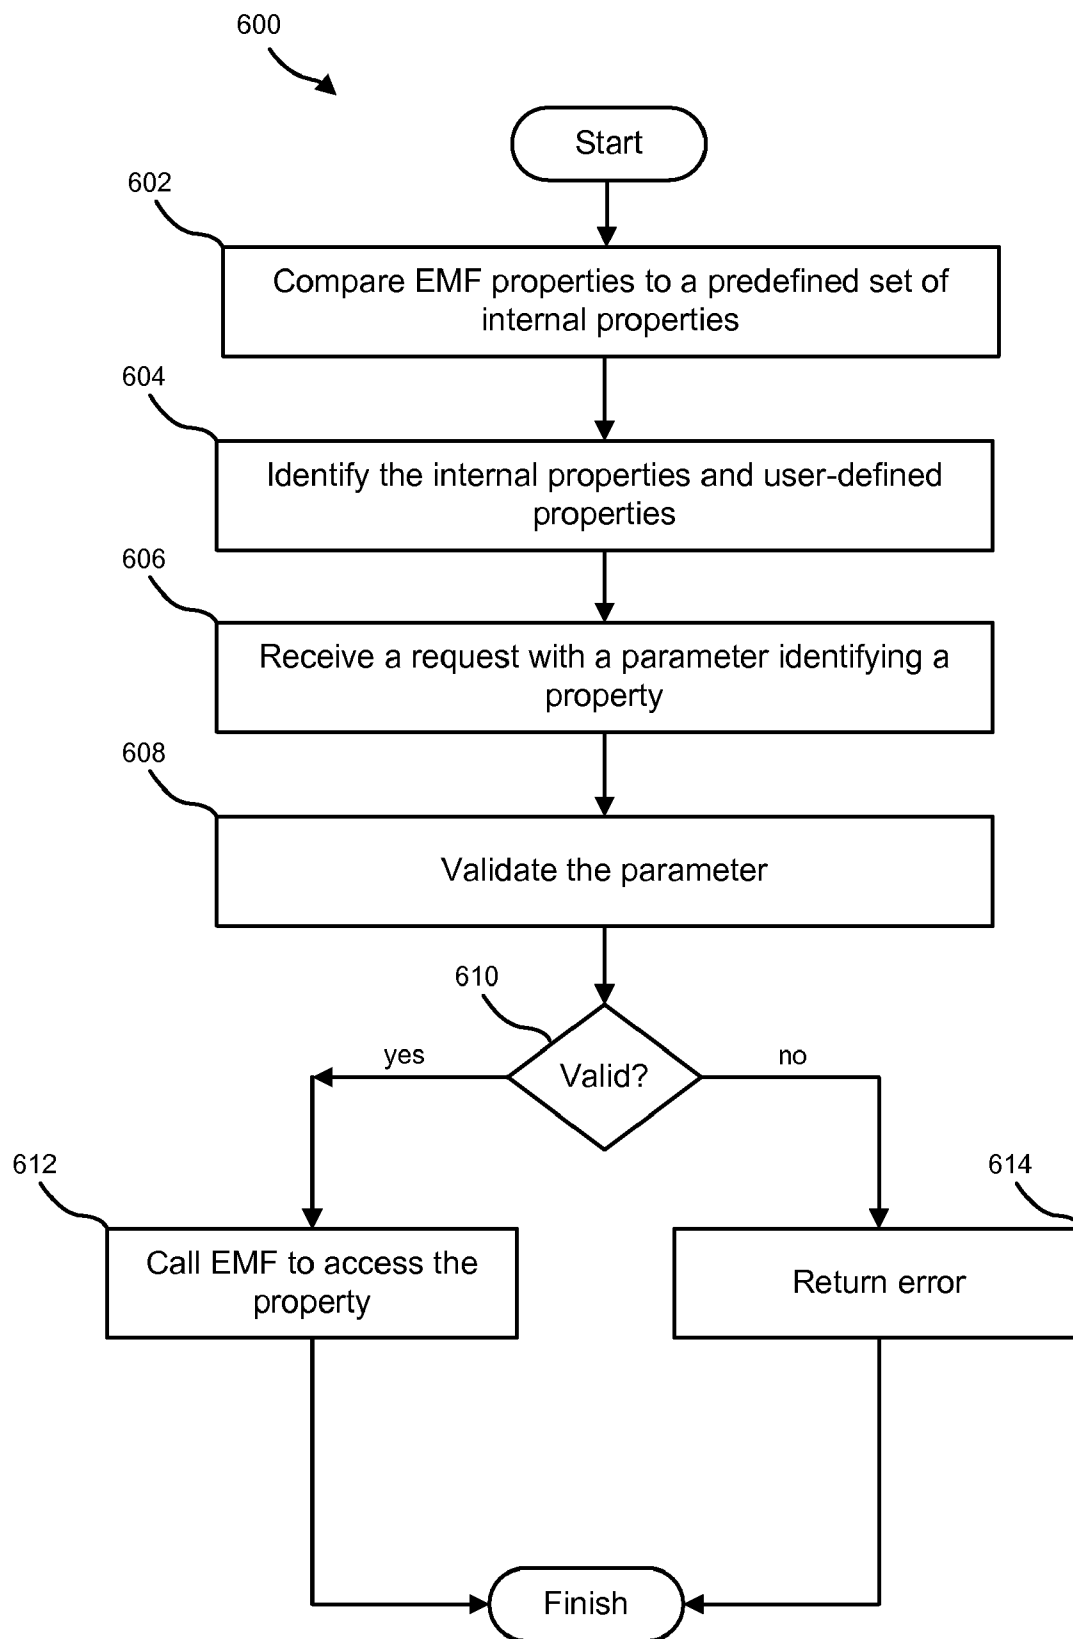 600
Start
602
Compare EMF properties to a predefined set of
internal properties
604
Identify the internal properties and user-defined
properties
606
Receive a request with a parameter identifying a
property
608
Validate the parameter
610
Valid?
yes
no
612
Call EMF to access the
property
614
Return error
Finish